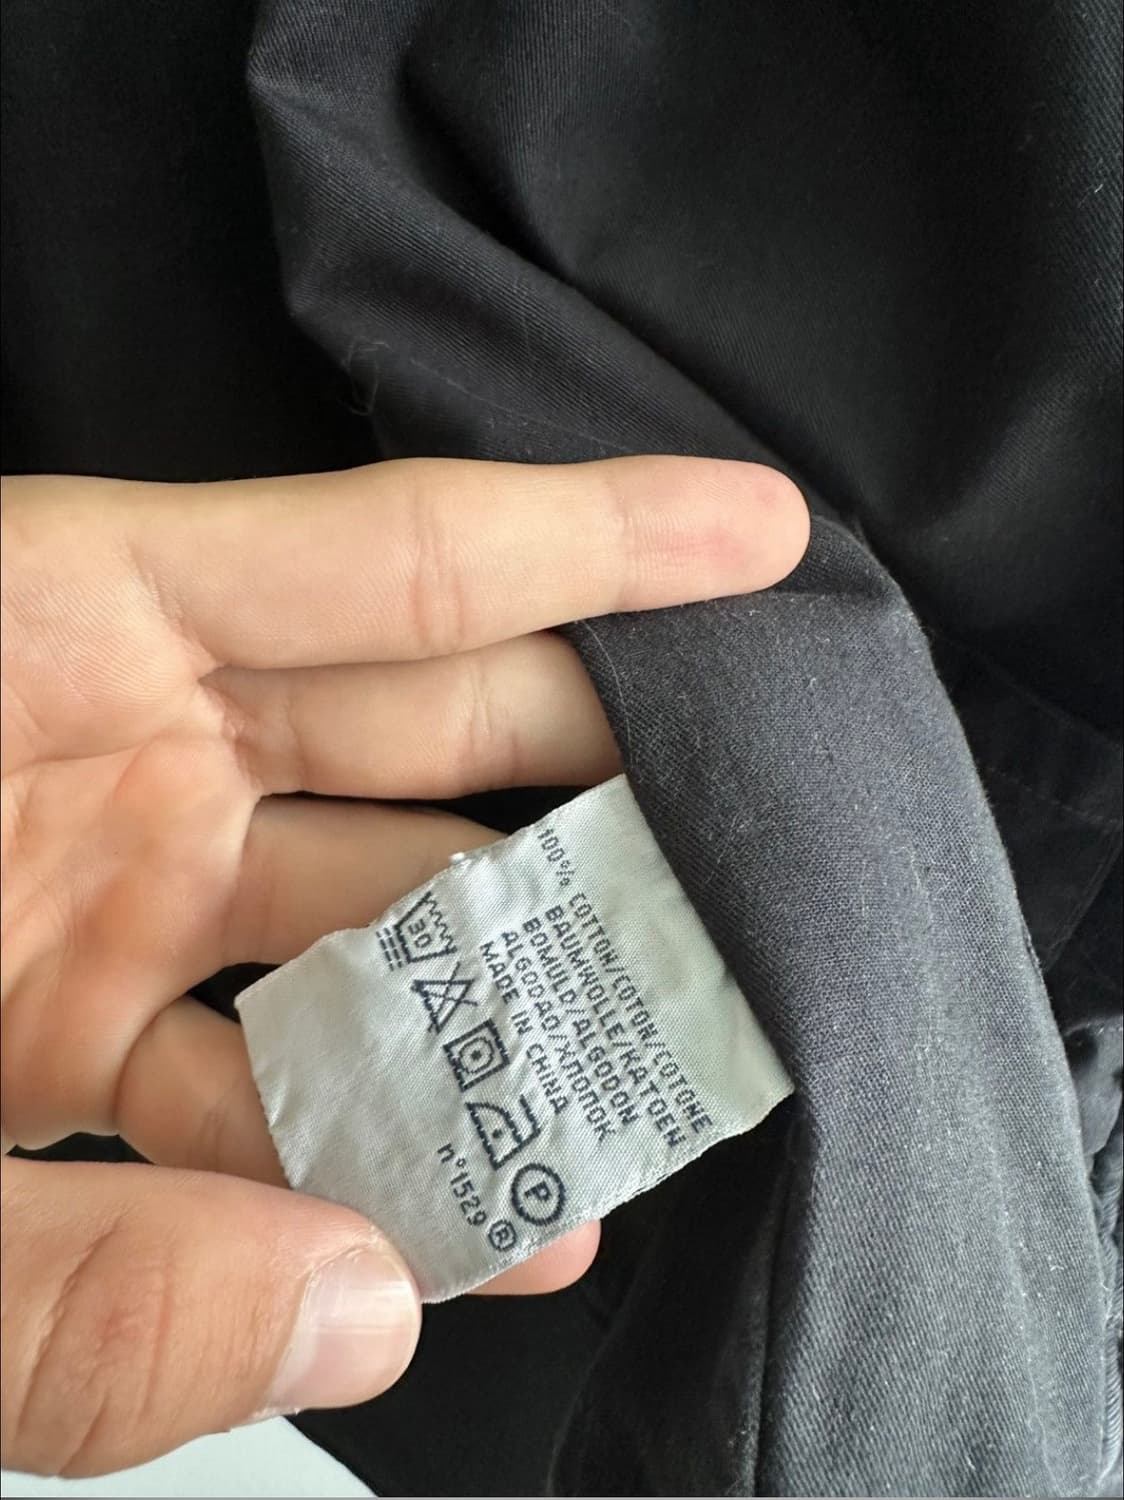 100% COTTON/COTON/COTONE
BAUMWOLLE/KATOEN
BOMULD/ALGODON
ALGODAO/ХЛОПОК
MADE IN CHINA
30
P
n°1529 ®